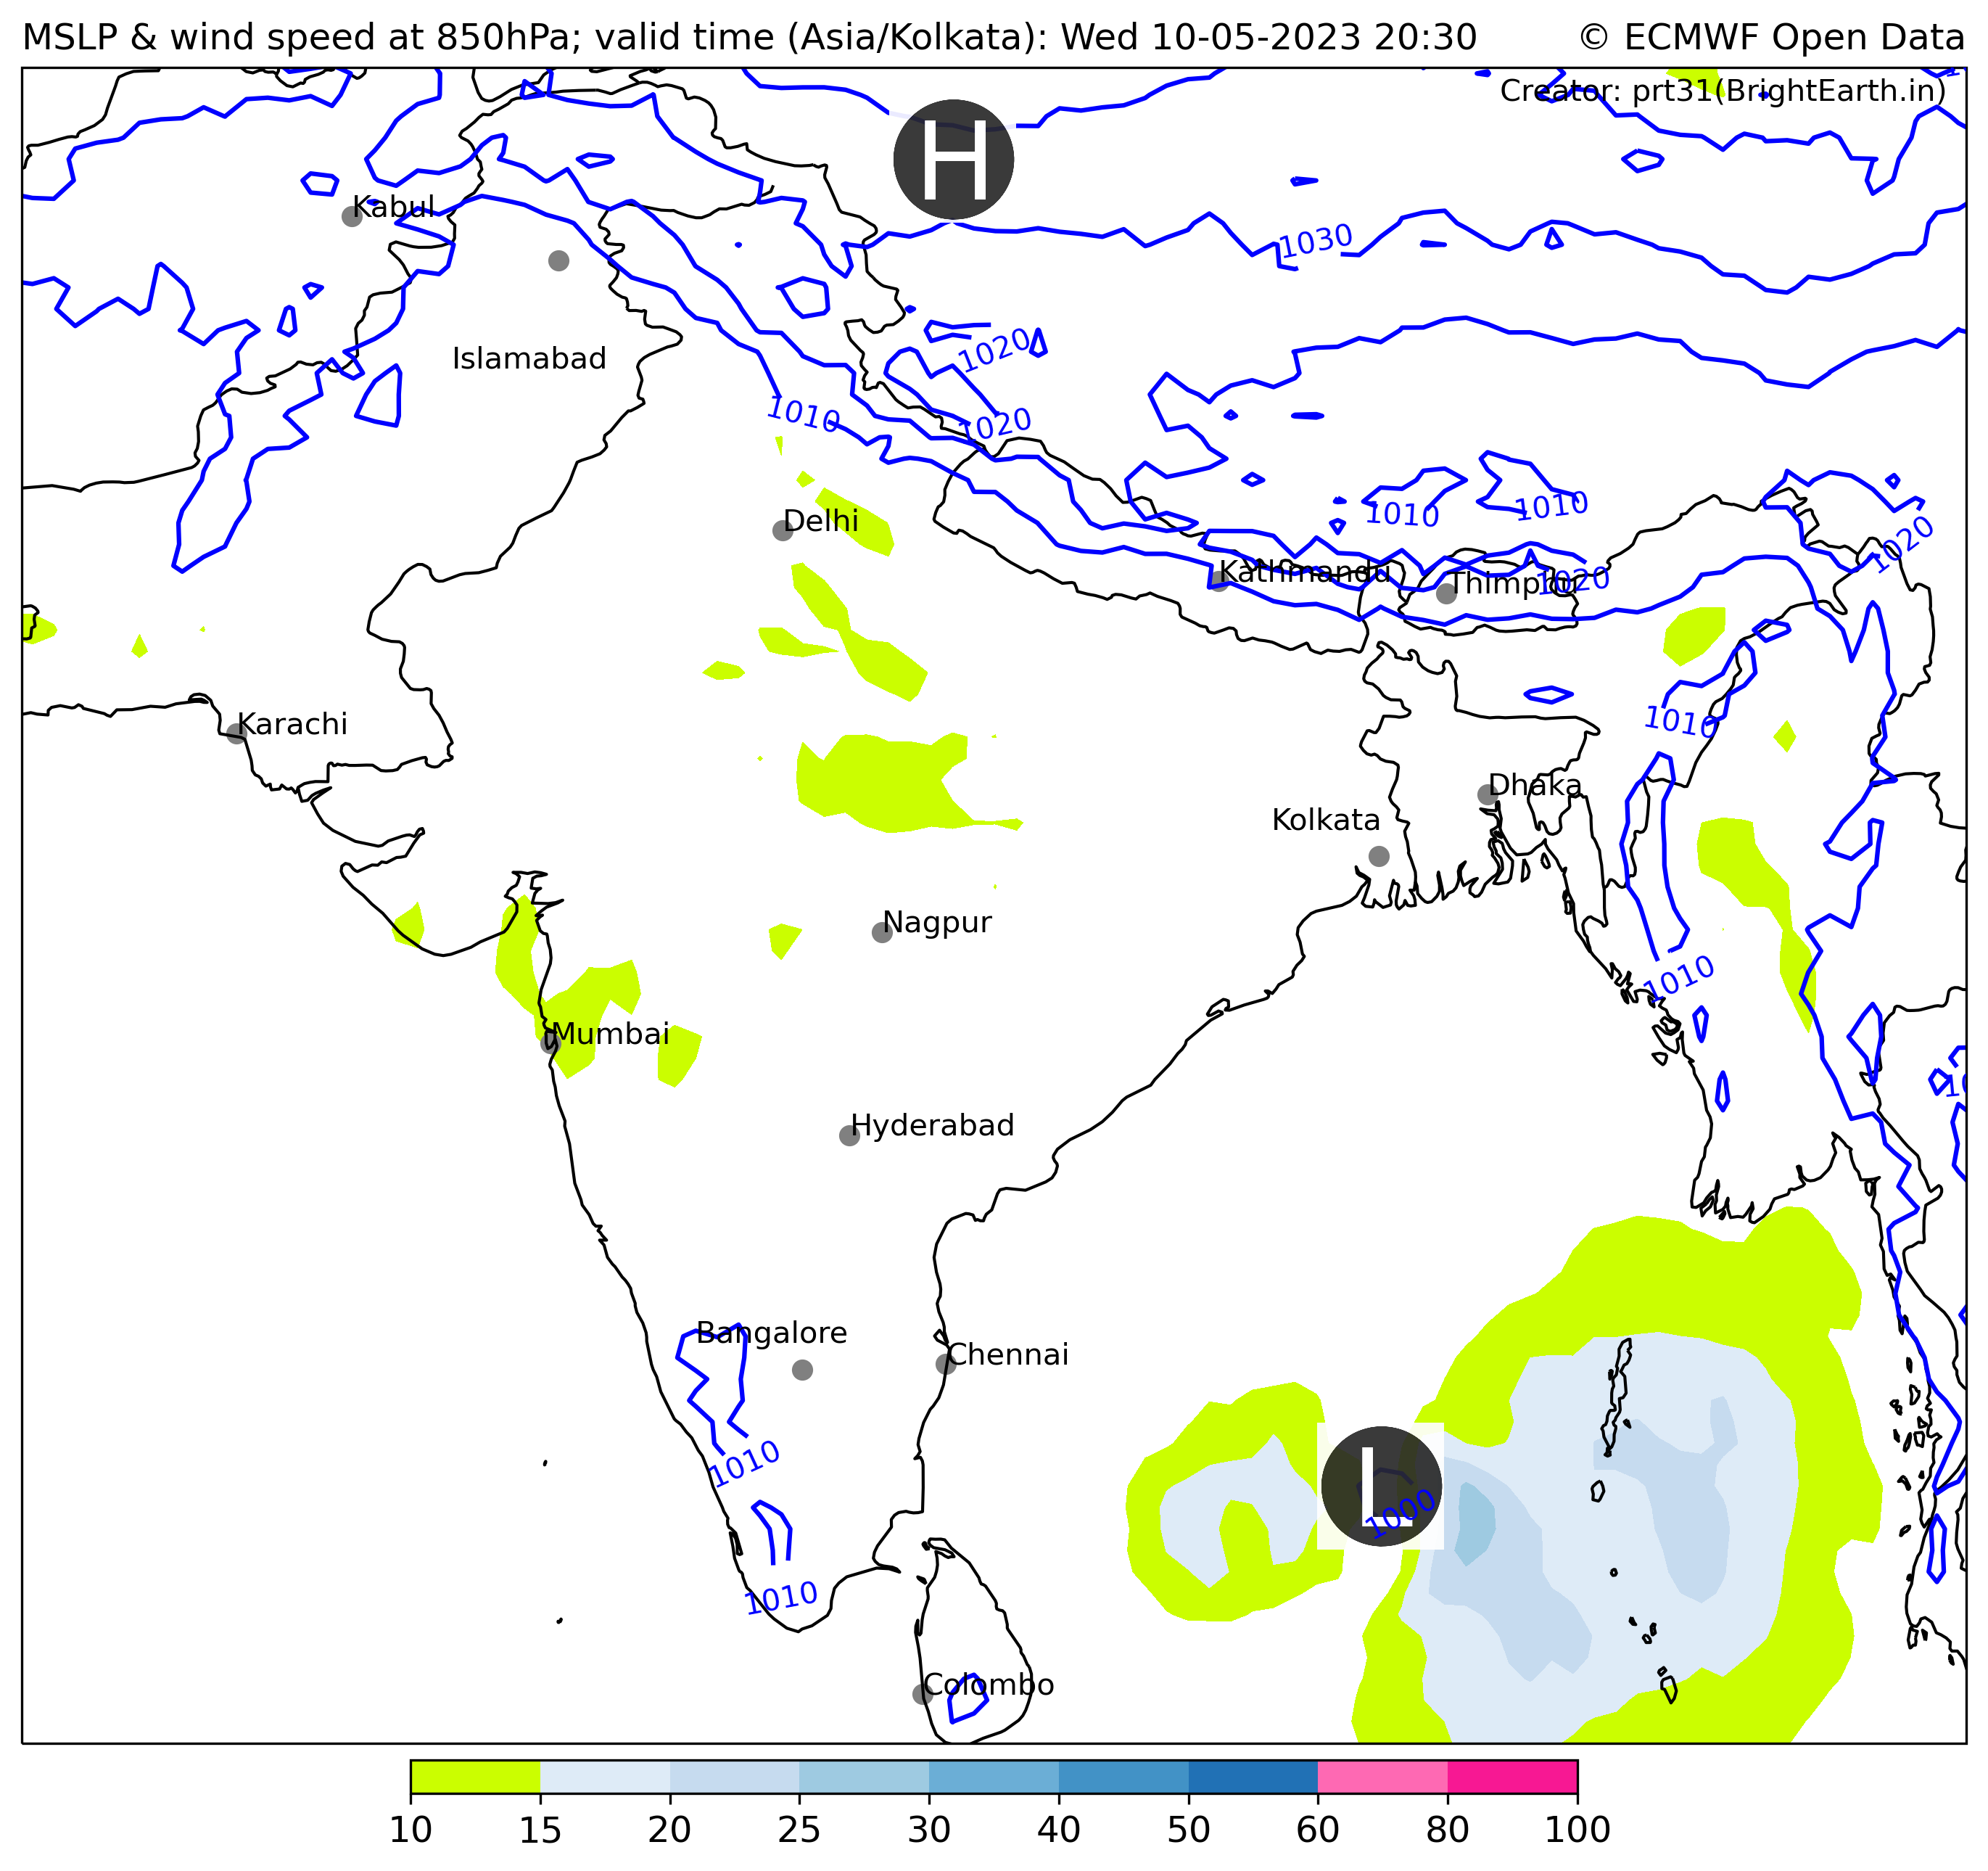 MSLP & wind speed at 850hPa; valid time (Asia/Kolkata): Wed 10-05-2023 20:30
© ECMWF Open Data
Creator: prt31(BrightEarth.in)
H
Kabul
1030
Islamabad
1020
1010
1020
Delhi
1010
1010
1020
Kathmandu
Thimphu
1020
Karachi
1010
Dhaka
Kolkata
Nagpur
1010
Mumbai
Hyderabad
Bangalore
Chennai
1010
L
1000
1010
Colombo
10 15 20 25 30 40 50 60 80 100